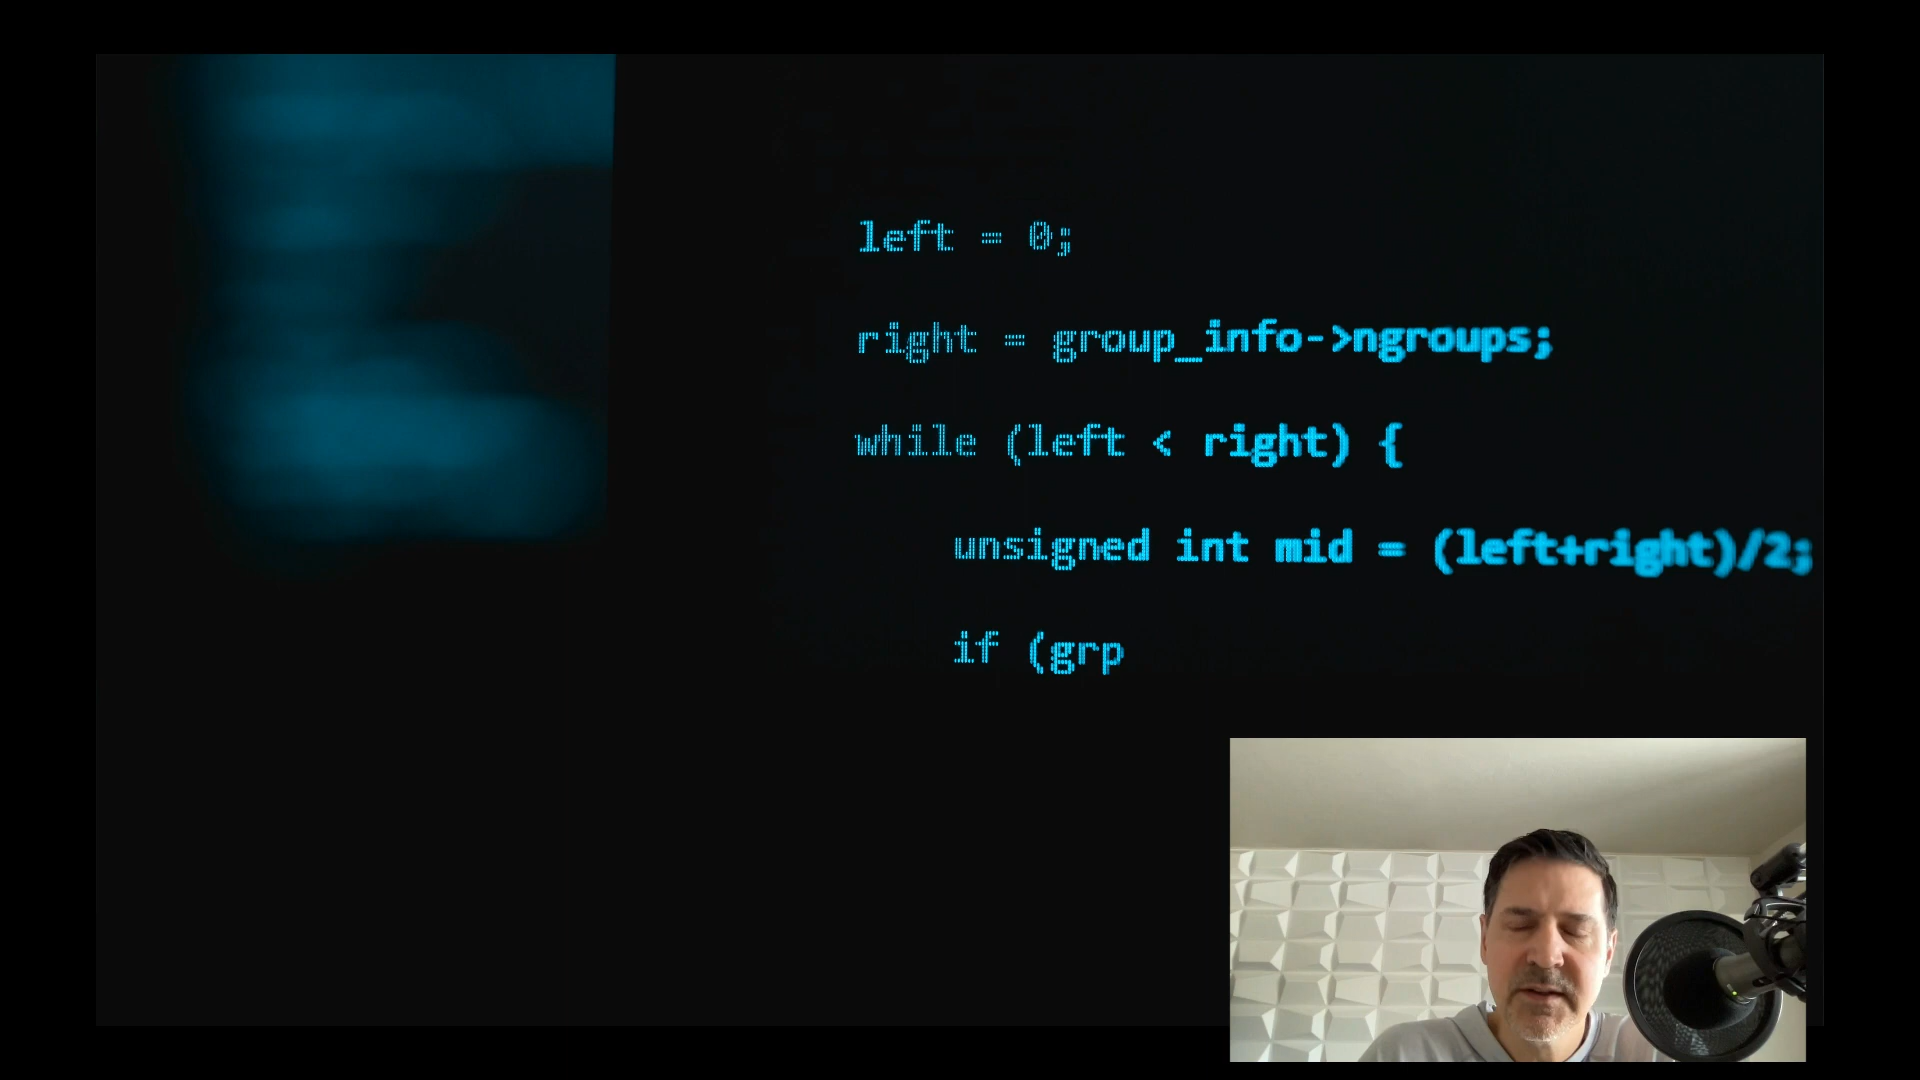 left = 0;
right = group_info->ngroups;
while (left < right) {
unsigned int mid = (left+right)/2;
if (grp